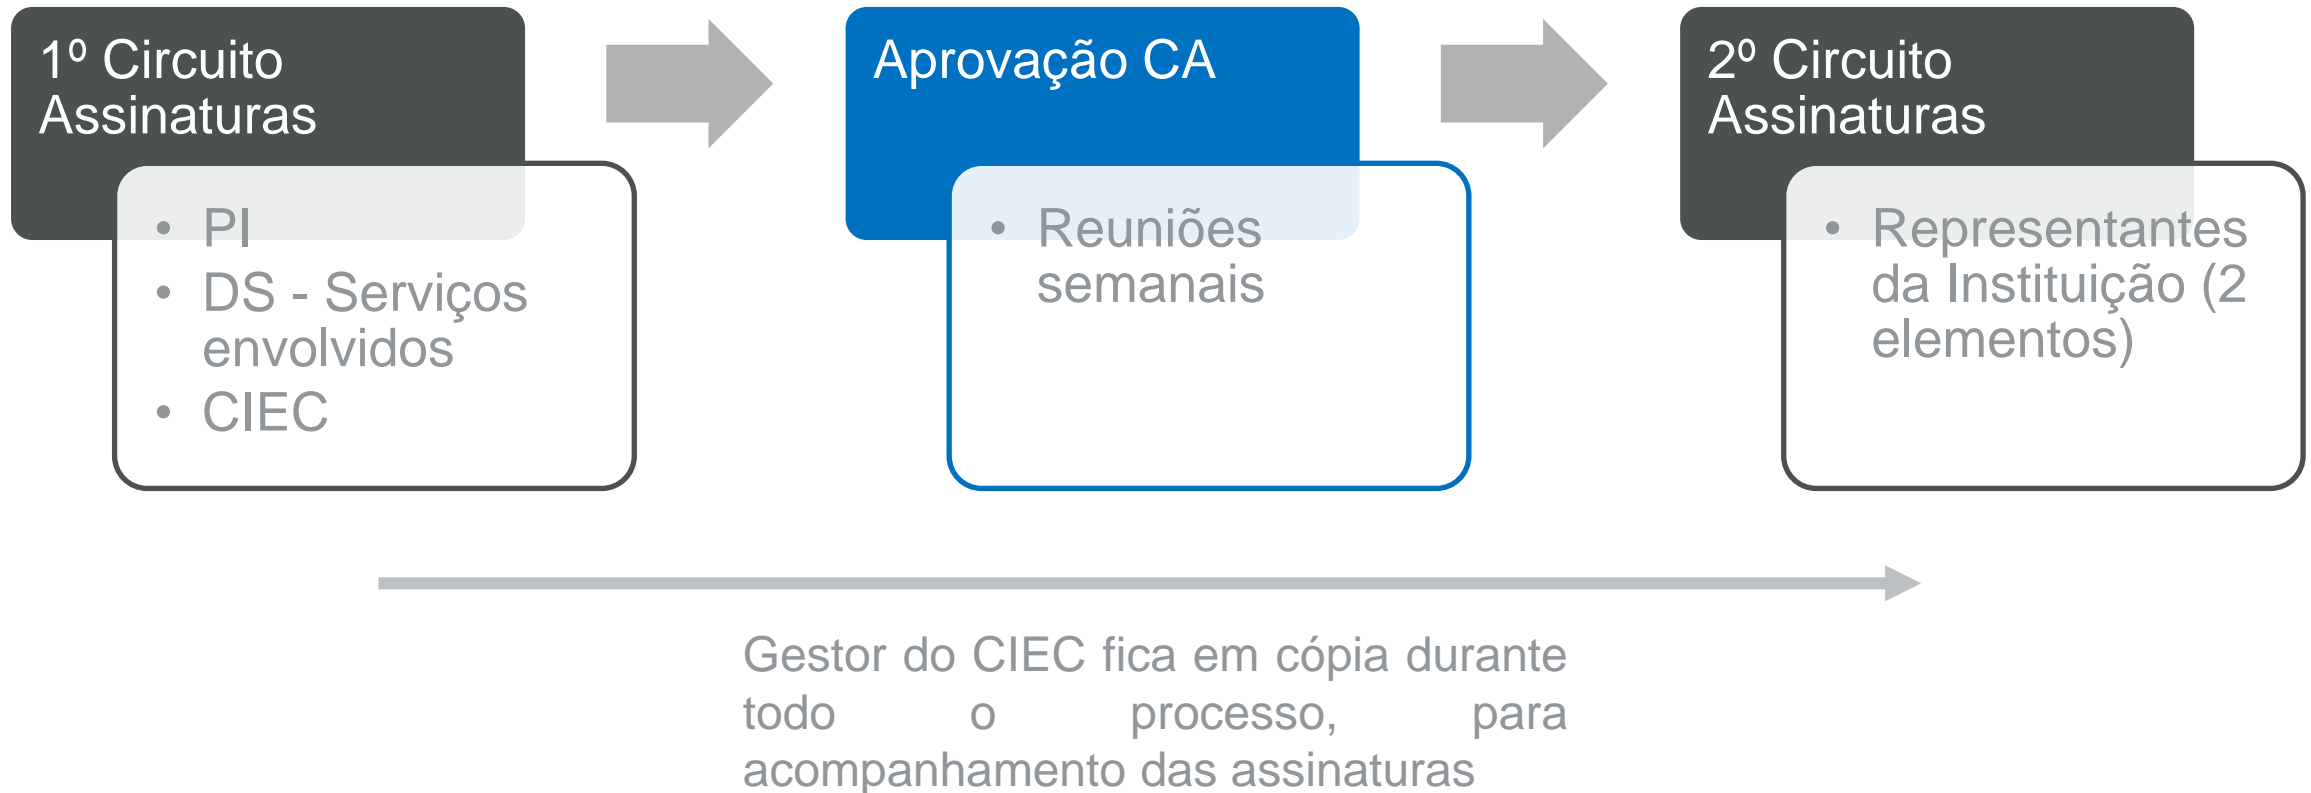 1º Circuito
Assinaturas
• PI
• DS - Serviços
envolvidos
• CIEC
Aprovação CA
• Reuniões
semanais
2º Circuito
Assinaturas
• Representantes
da Instituição (2
elementos)
Gestor do CIEC fica em cópia durante
todo o processo, para
acompanhamento das assinaturas